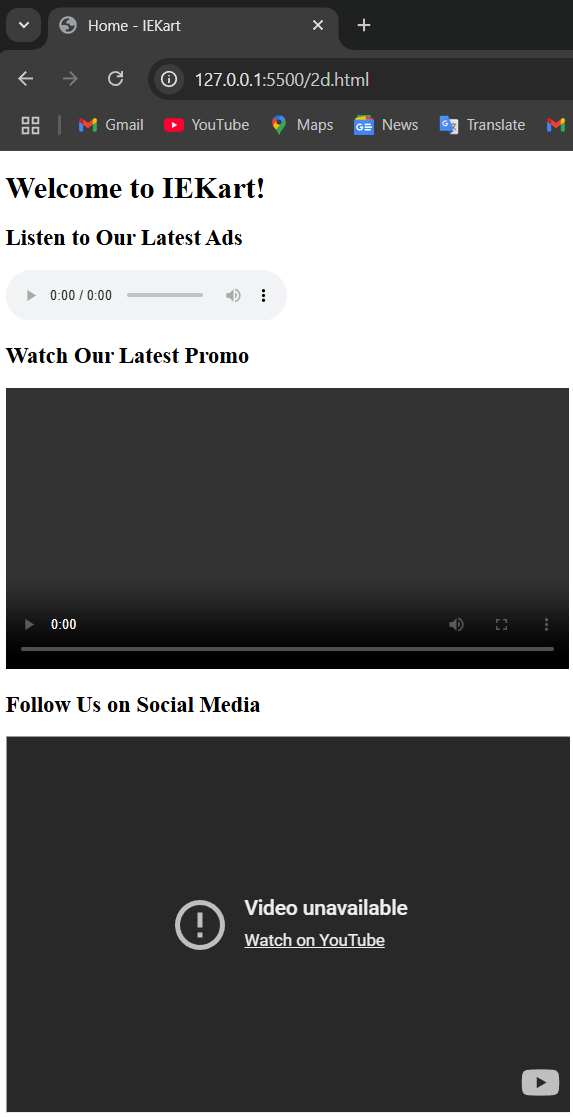 Home - IEKart
127.0.0.1:5500/2d.html
Gmail YouTube Maps News Translate
Welcome to IEKart!
Listen to Our Latest Ads
0:00 / 0:00
Watch Our Latest Promo
0:00
Follow Us on Social Media
Video unavailable
Watch on YouTube